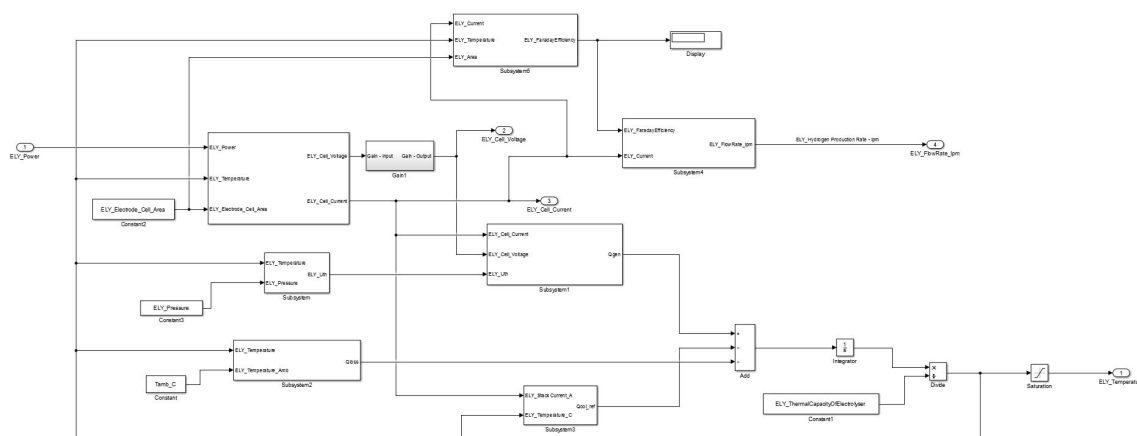 ELY_Current
ELY_Temperature
ELY_Area
ELY_FaradayEfficiency
Subsystem5
Display
1
ELY_Power
ELY_Power
ELY_Temperature
ELY_Electrode_Cell_Area
ELY_Cell_Voltage
ELY_Cell_Current
Gain - Input
Gain - Output
Gain1
2
ELY_Cell_Voltage
ELY_FaradayEfficiency
ELY_Current
ELY_FlowRate_lpm
Subsystem4
ELY_Hydrogen Production Rate - lpm
4
ELY_FlowRate_lpm
ELY_Electrode_Cell_Area
Constant2
3
ELY_Cell_Current
ELY_Cell_Current
ELY_Cell_Voltage
ELY_Uth
Qgen
Subsystem1
ELY_Temperature
ELY_Pressure
ELY_Uth
Subsystem
ELY_Pressure
Constant3
ELY_Temperature
ELY_Temperature_Amb
Qloss
Subsystem2
Tamb_C
Constant
+
−
−
Add
1
s
Integrator
×
÷
Divide
Saturation
1
ELY_Temperat
ELY_ThermalCapacityOfElectrolyser
Constant1
ELY_Stack Current_A
ELY_Temperature_C
Qcol_ref
Subsystem3